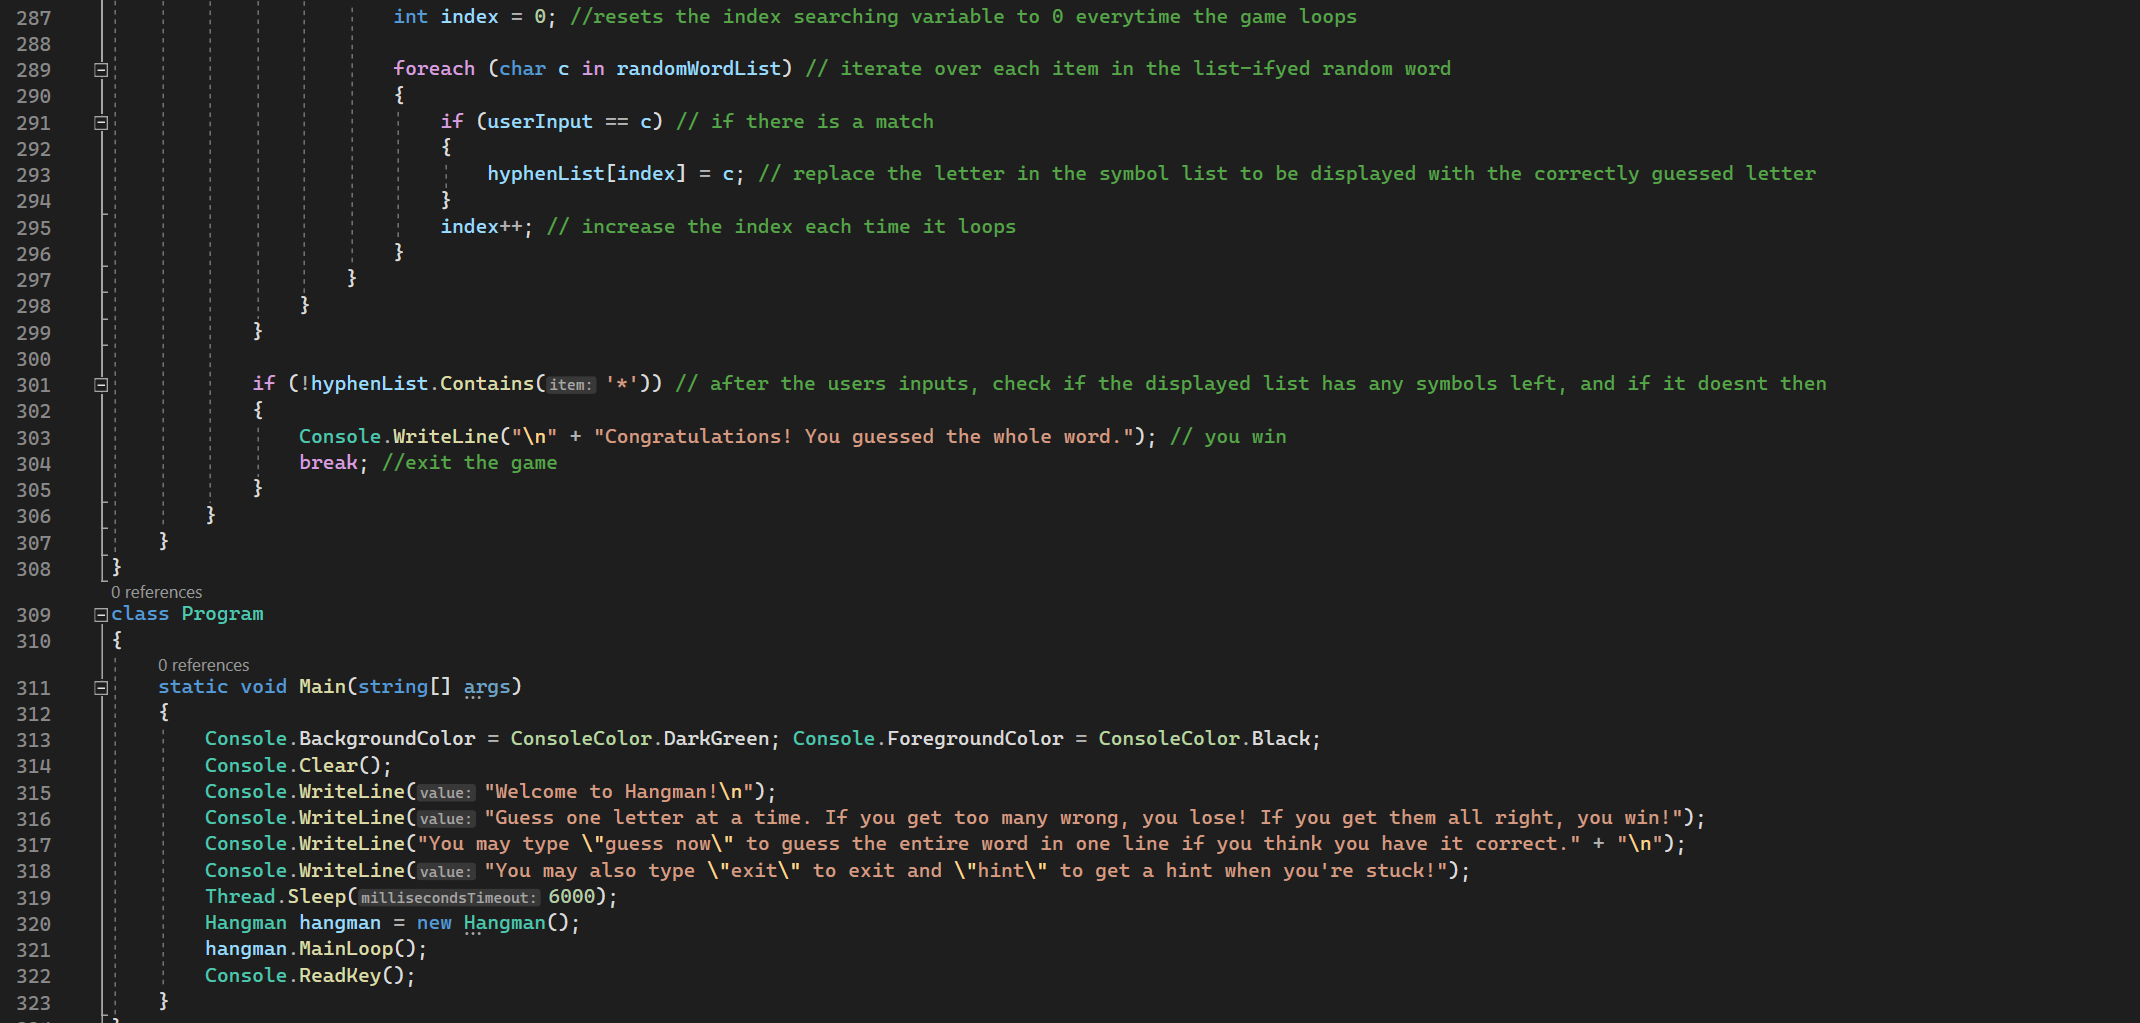 287 int index = 0; //resets the index searching variable to 0 everytime the game loops
288
289 foreach (char c in randomWordList) // iterate over each item in the list-ifyed random word
290 {
291 if (userInput == c) // if there is a match
292 {
293 hyphenList[index] = c; // replace the letter in the symbol list to be displayed with the correctly guessed letter
294 }
295 index++; // increase the index each time it loops
296 }
297 }
298 }
299 }
300
301 if (!hyphenList.Contains(item: '*')) // after the users inputs, check if the displayed list has any symbols left, and if it doesnt then
302 {
303 Console.WriteLine("\n" + "Congratulations! You guessed the whole word."); // you win
304 break; //exit the game
305 }
306 }
307 }
308 }
0 references
309 class Program
310 {
0 references
311 static void Main(string[] args)
312 {
313 Console.BackgroundColor = ConsoleColor.DarkGreen; Console.ForegroundColor = ConsoleColor.Black;
314 Console.Clear();
315 Console.WriteLine(value: "Welcome to Hangman!\n");
316 Console.WriteLine(value: "Guess one letter at a time. If you get too many wrong, you lose! If you get them all right, you win!");
317 Console.WriteLine("You may type \"guess now\" to guess the entire word in one line if you think you have it correct." + "\n");
318 Console.WriteLine(value: "You may also type \"exit\" to exit and \"hint\" to get a hint when you're stuck!");
319 Thread.Sleep(millisecondsTimeout: 6000);
320 Hangman hangman = new Hangman();
321 hangman.MainLoop();
322 Console.ReadKey();
323 }